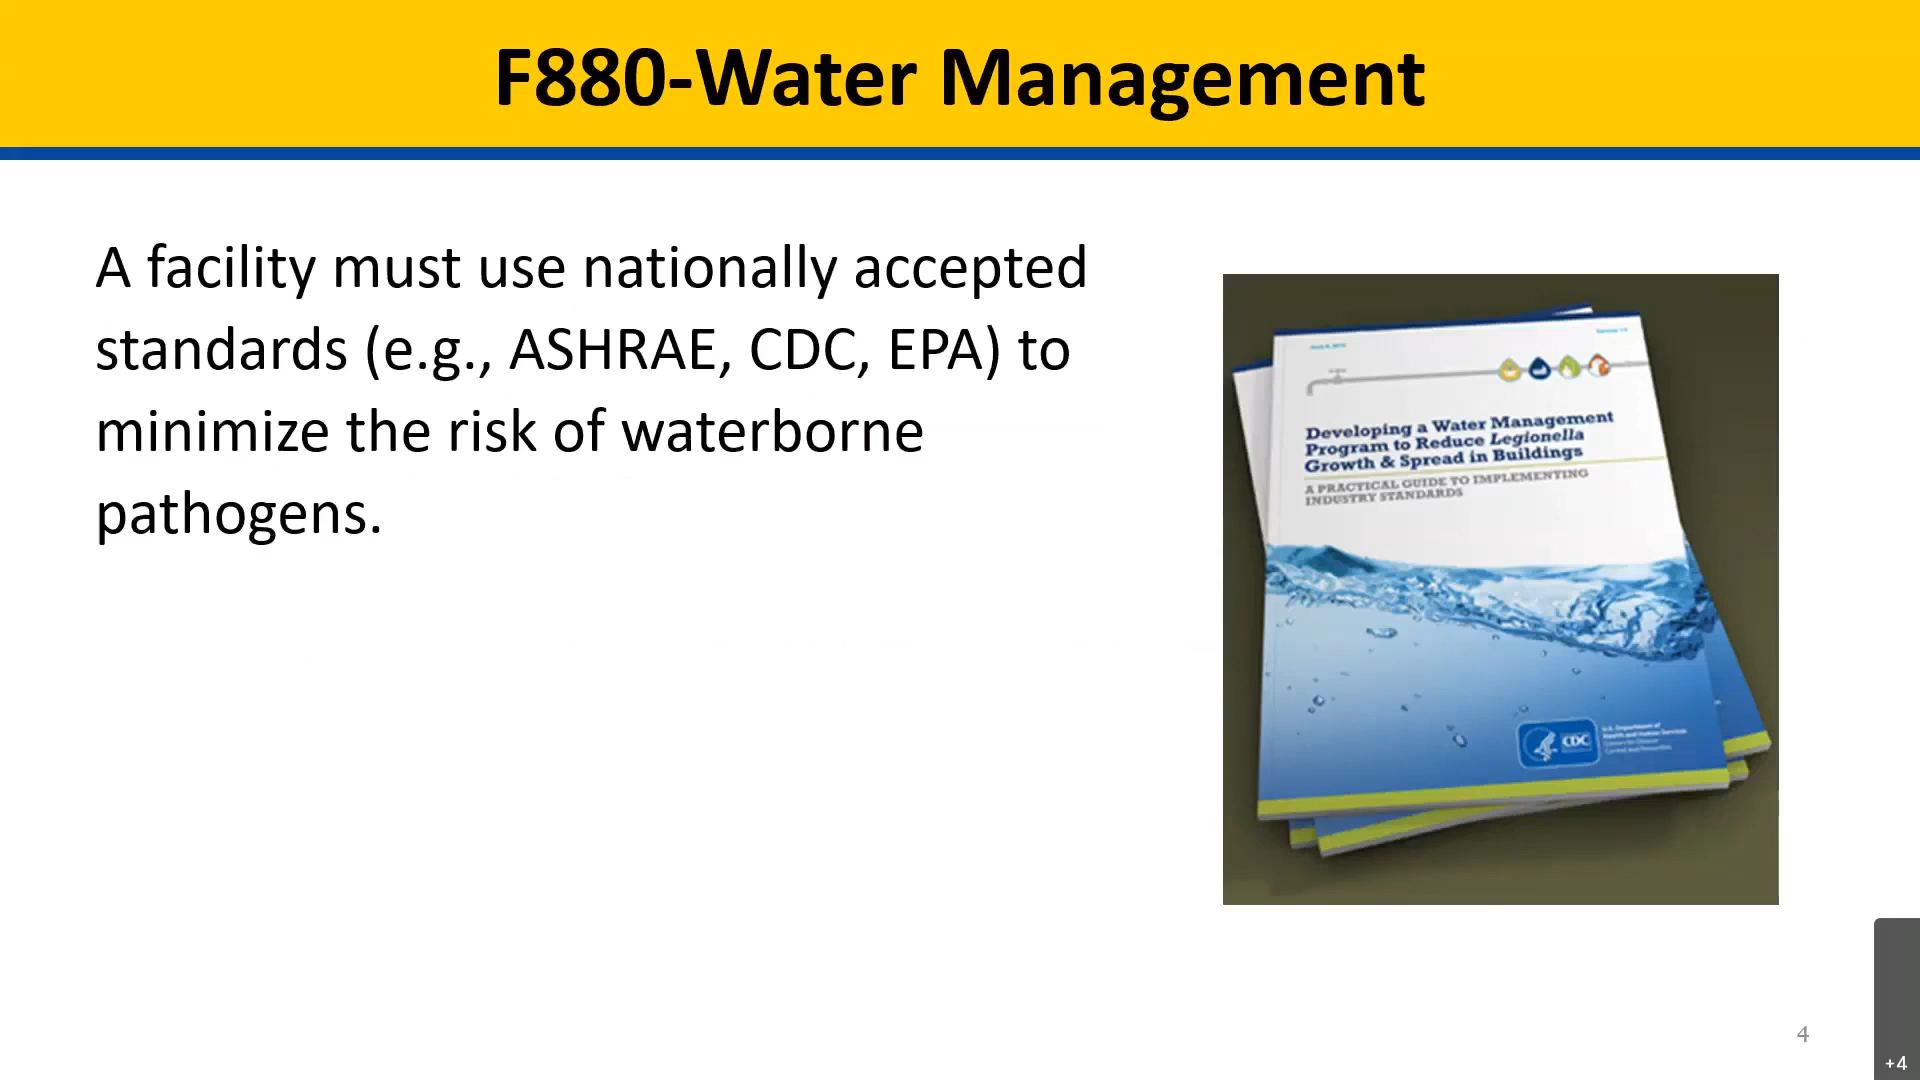 F880-Water Management
A facility must use nationally accepted
standards (e.g., ASHRAE, CDC, EPA) to
minimize the risk of waterborne
pathogens.
Developing a Water Management
Program to Reduce Legionella
Growth & Spread in Buildings
A PRACTICAL GUIDE TO IMPLEMENTING
INDUSTRY STANDARDS
CDC
U.S. Department of
Health and Human Services
Centers for Disease
Control and Prevention
4
+4